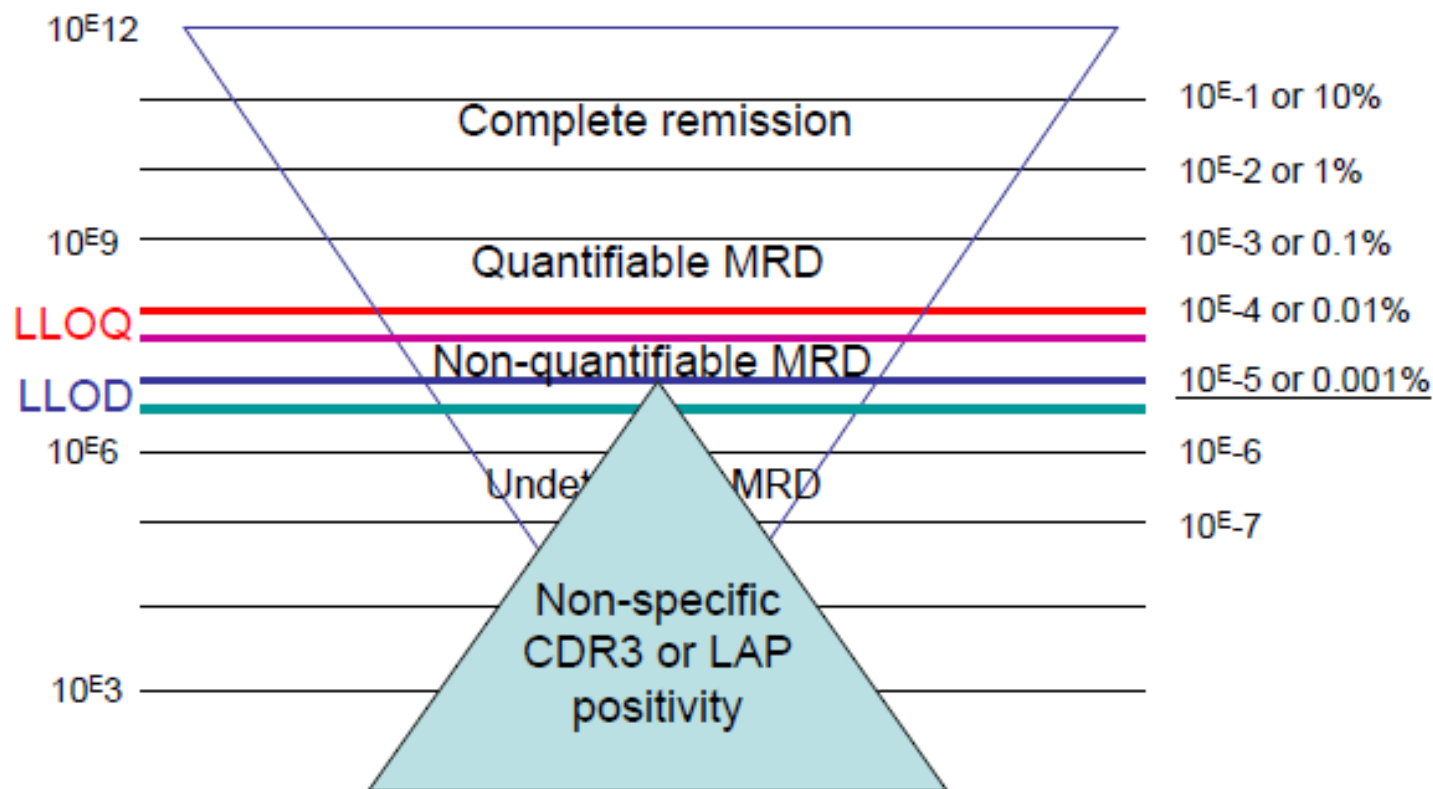 10E12
10E-1 or 10%
Complete remission
10E-2 or 1%
10E9
10E-3 or 0.1%
Quantifiable MRD
10E-4 or 0.01%
LLOQ
Non-quantifiable MRD
10E-5 or 0.001%
LLOD
10E6
10E-6
Undet MRD
10E-7
Non-specific
CDR3 or LAP
positivity
10E3